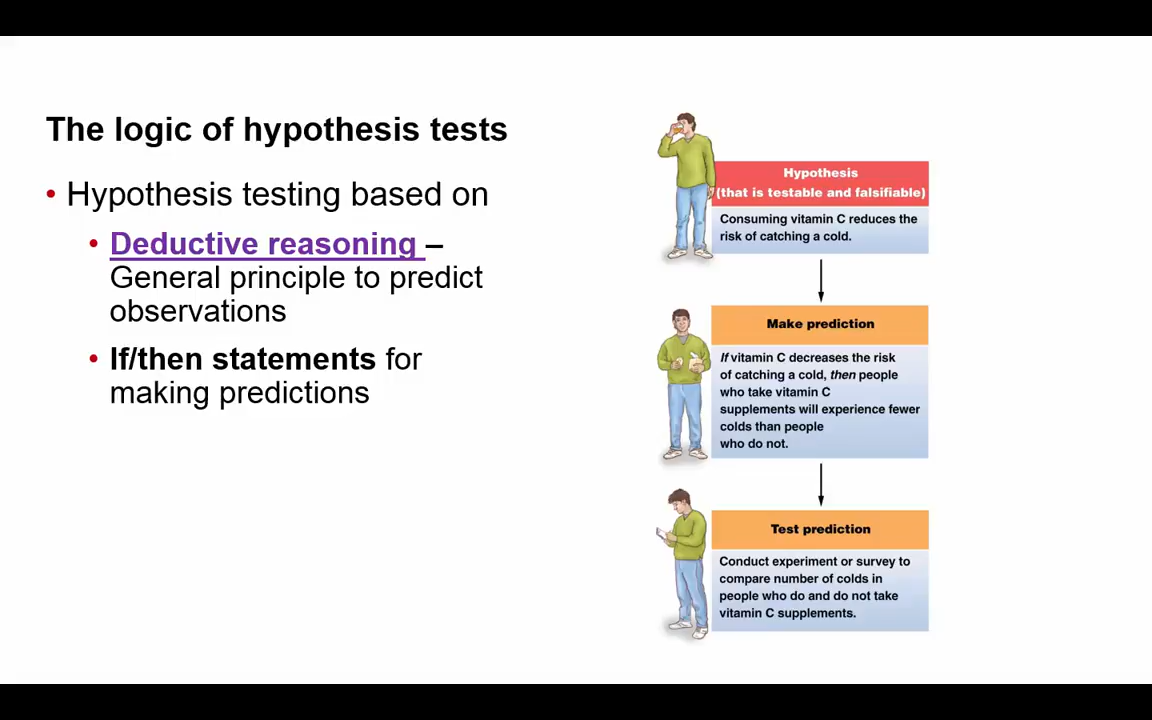 The logic of hypothesis tests
• Hypothesis testing based on
• Deductive reasoning –
General principle to predict
observations
• If/then statements for
making predictions
Hypothesis
(that is testable and falsifiable)
Consuming vitamin C reduces the
risk of catching a cold.
Make prediction
If vitamin C decreases the risk
of catching a cold, then people
who take vitamin C
supplements will experience fewer
colds than people
who do not.
Test prediction
Conduct experiment or survey to
compare number of colds in
people who do and do not take
vitamin C supplements.